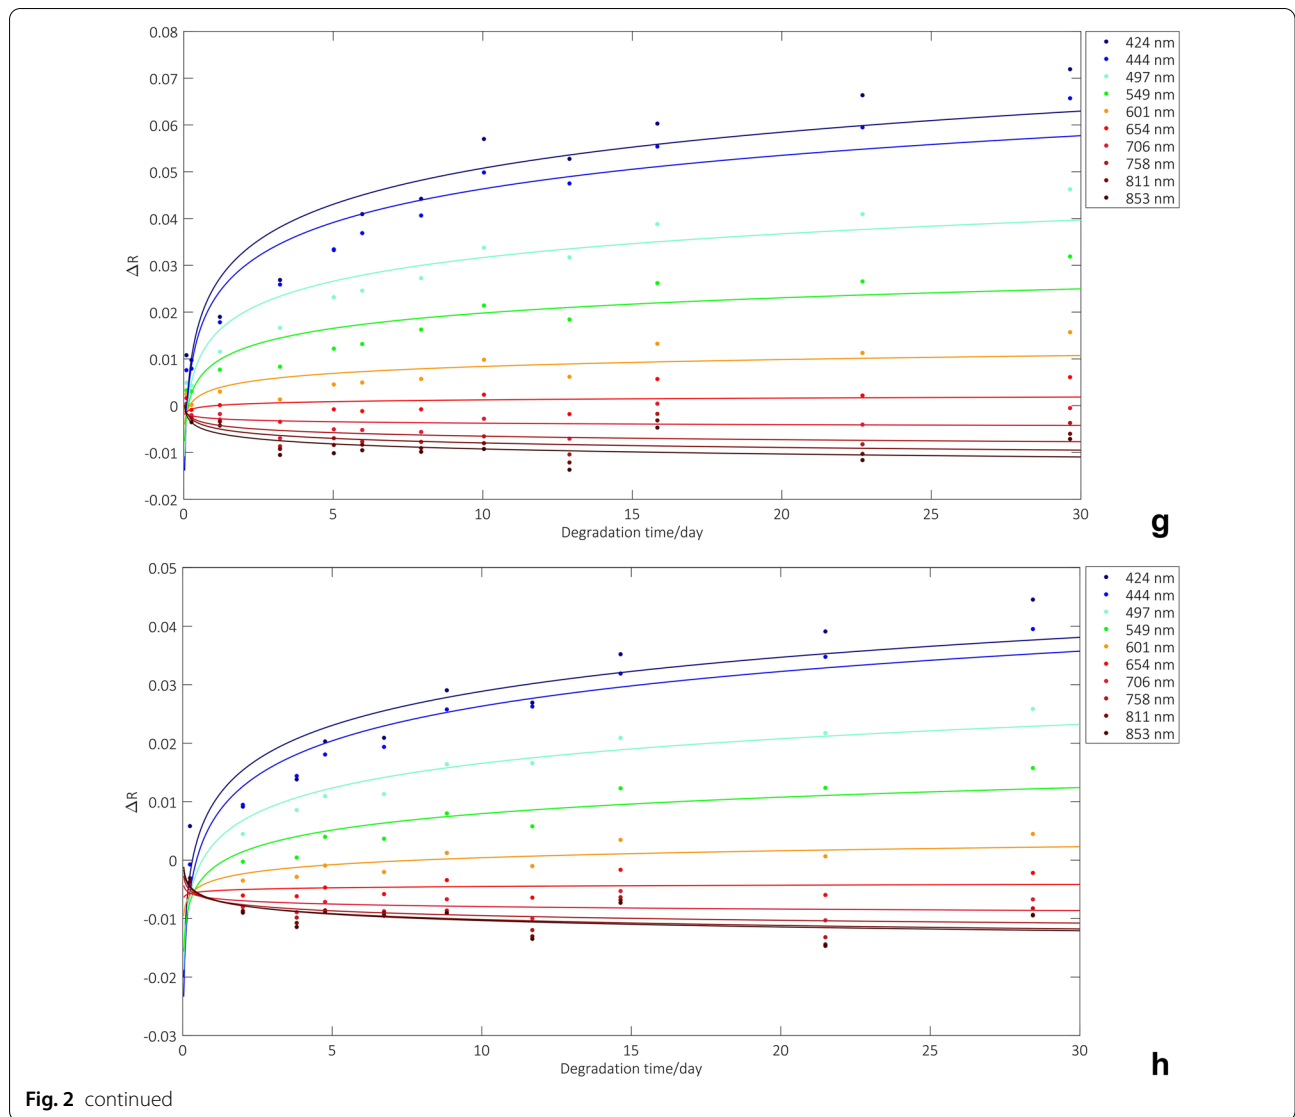 0.08
0.07
0.06
0.05
0.04
0.03
0.02
0.01
0
-0.01
-0.02
ΔR
0 5 10 15 20 25 30
Degradation time/day
424 nm
444 nm
497 nm
549 nm
601 nm
654 nm
706 nm
758 nm
811 nm
853 nm
g
0.05
0.04
0.03
0.02
0.01
0
-0.01
-0.02
-0.03
ΔR
0 5 10 15 20 25 30
Degradation time/day
424 nm
444 nm
497 nm
549 nm
601 nm
654 nm
706 nm
758 nm
811 nm
853 nm
h
Fig. 2 continued